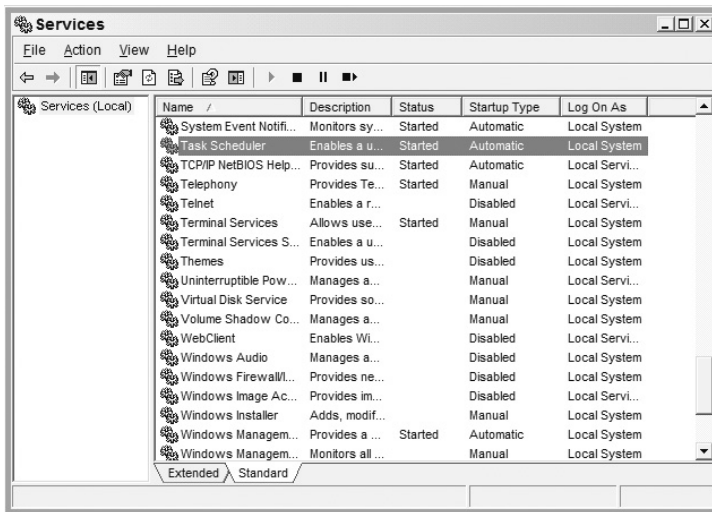 Services
File Action View Help
Services (Local)
Name Description Status Startup Type Log On As
System Event Notifi... Monitors sy... Started Automatic Local System
Task Scheduler Enables a u... Started Automatic Local System
TCP/IP NetBIOS Help... Provides su... Started Automatic Local Servi...
Telephony Provides Te... Started Manual Local System
Telnet Enables a r... Disabled Local Servi...
Terminal Services Allows use... Started Manual Local System
Terminal Services S... Enables a u... Disabled Local System
Themes Provides us... Disabled Local System
Uninterruptible Pow... Manages a... Manual Local Servi...
Virtual Disk Service Provides so... Manual Local System
Volume Shadow Co... Manages a... Manual Local System
WebClient Enables Wi... Disabled Local Servi...
Windows Audio Manages a... Disabled Local System
Windows Firewall/I... Provides ne... Disabled Local System
Windows Image Ac... Provides im... Disabled Local Servi...
Windows Installer Adds, modif... Manual Local System
Windows Managem... Provides a ... Started Automatic Local System
Windows Managem... Monitors all ... Manual Local System
Extended Standard